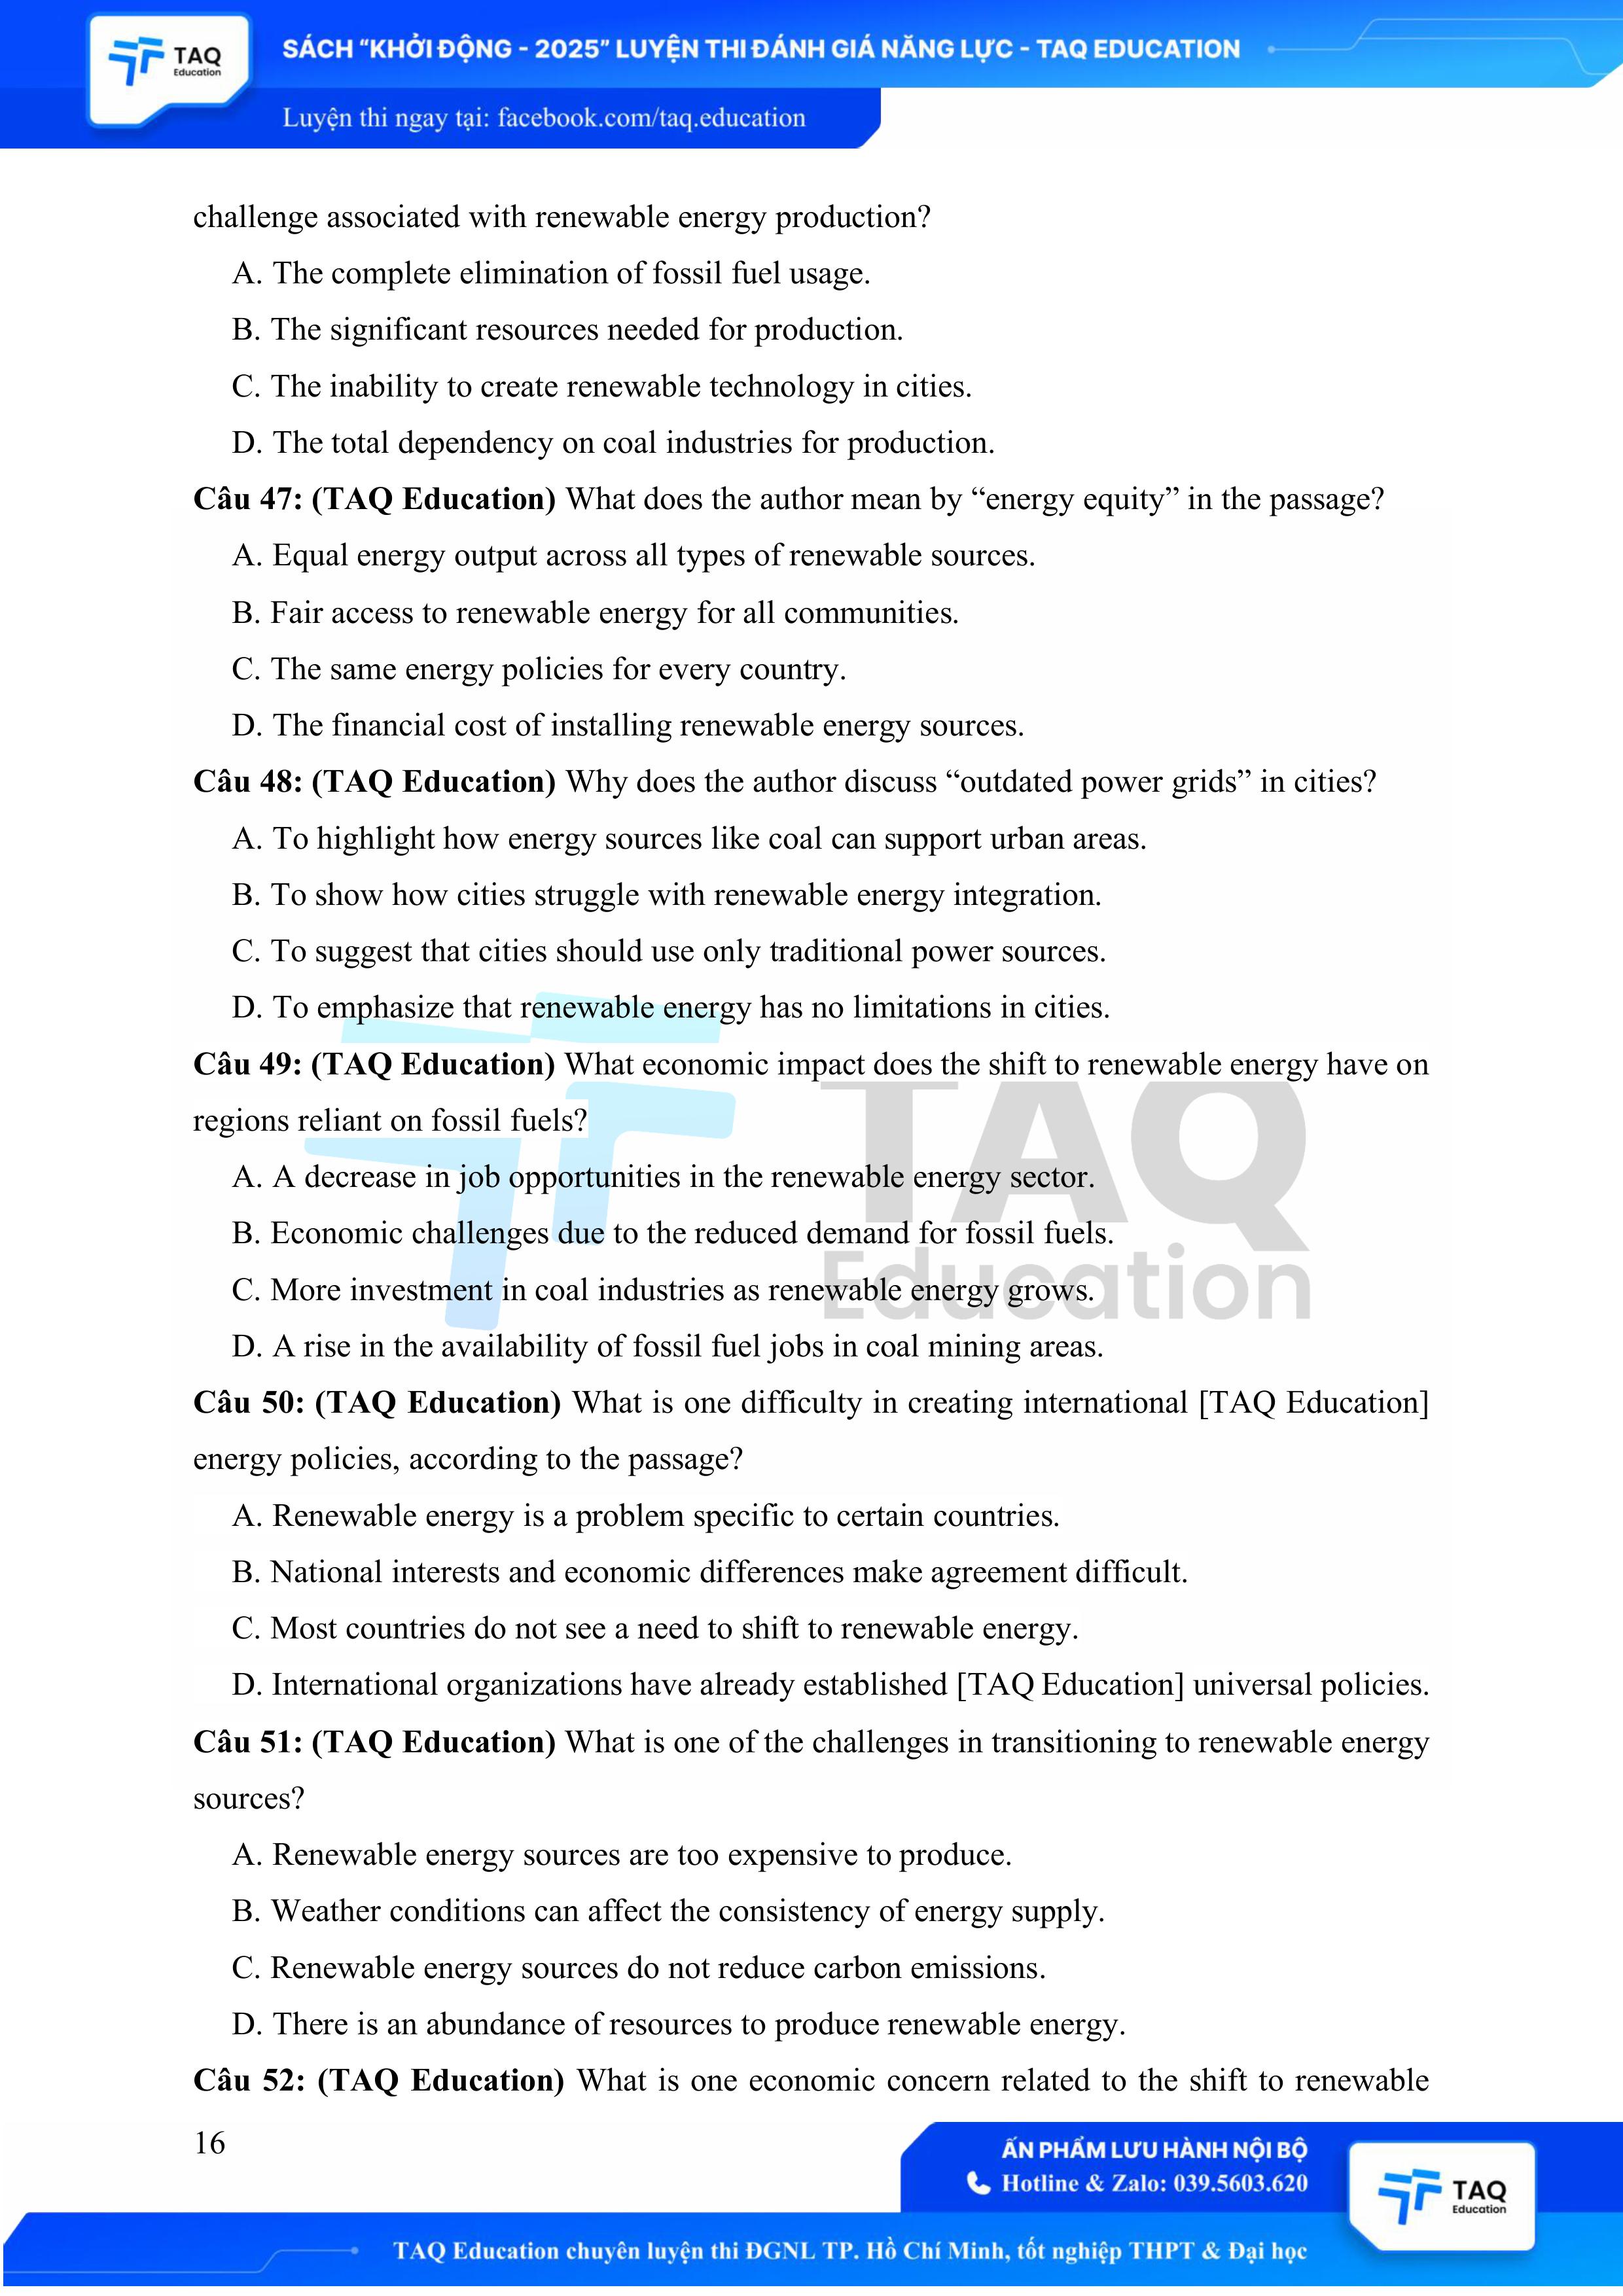 TAQ
Education
SÁCH “KHỞI ĐỘNG - 2025” LUYỆN THI ĐÁNH GIÁ NĂNG LỰC - TAQ EDUCATION
Luyện thi ngay tại: facebook.com/taq.education
challenge associated with renewable energy production?
A. The complete elimination of fossil fuel usage.
B. The significant resources needed for production.
C. The inability to create renewable technology in cities.
D. The total dependency on coal industries for production.
Câu 47: (TAQ Education) What does the author mean by “energy equity” in the passage?
A. Equal energy output across all types of renewable sources.
B. Fair access to renewable energy for all communities.
C. The same energy policies for every country.
D. The financial cost of installing renewable energy sources.
Câu 48: (TAQ Education) Why does the author discuss “outdated power grids” in cities?
A. To highlight how energy sources like coal can support urban areas.
B. To show how cities struggle with renewable energy integration.
C. To suggest that cities should use only traditional power sources.
D. To emphasize that renewable energy has no limitations in cities.
Câu 49: (TAQ Education) What economic impact does the shift to renewable energy have on
regions reliant on fossil fuels?
A. A decrease in job opportunities in the renewable energy sector.
B. Economic challenges due to the reduced demand for fossil fuels.
C. More investment in coal industries as renewable energy grows.
D. A rise in the availability of fossil fuel jobs in coal mining areas.
TAQ
Education
Câu 50: (TAQ Education) What is one difficulty in creating international [TAQ Education]
energy policies, according to the passage?
A. Renewable energy is a problem specific to certain countries.
B. National interests and economic differences make agreement difficult.
C. Most countries do not see a need to shift to renewable energy.
D. International organizations have already established [TAQ Education] universal policies.
Câu 51: (TAQ Education) What is one of the challenges in transitioning to renewable energy
sources?
A. Renewable energy sources are too expensive to produce.
B. Weather conditions can affect the consistency of energy supply.
C. Renewable energy sources do not reduce carbon emissions.
D. There is an abundance of resources to produce renewable energy.
Câu 52: (TAQ Education) What is one economic concern related to the shift to renewable
16
ẤN PHẨM LƯU HÀNH NỘI BỘ
Hotline & Zalo: 039.5603.620
TAQ
Education
TAQ Education chuyên luyện thi ĐGNL TP. Hồ Chí Minh, tốt nghiệp THPT & Đại học